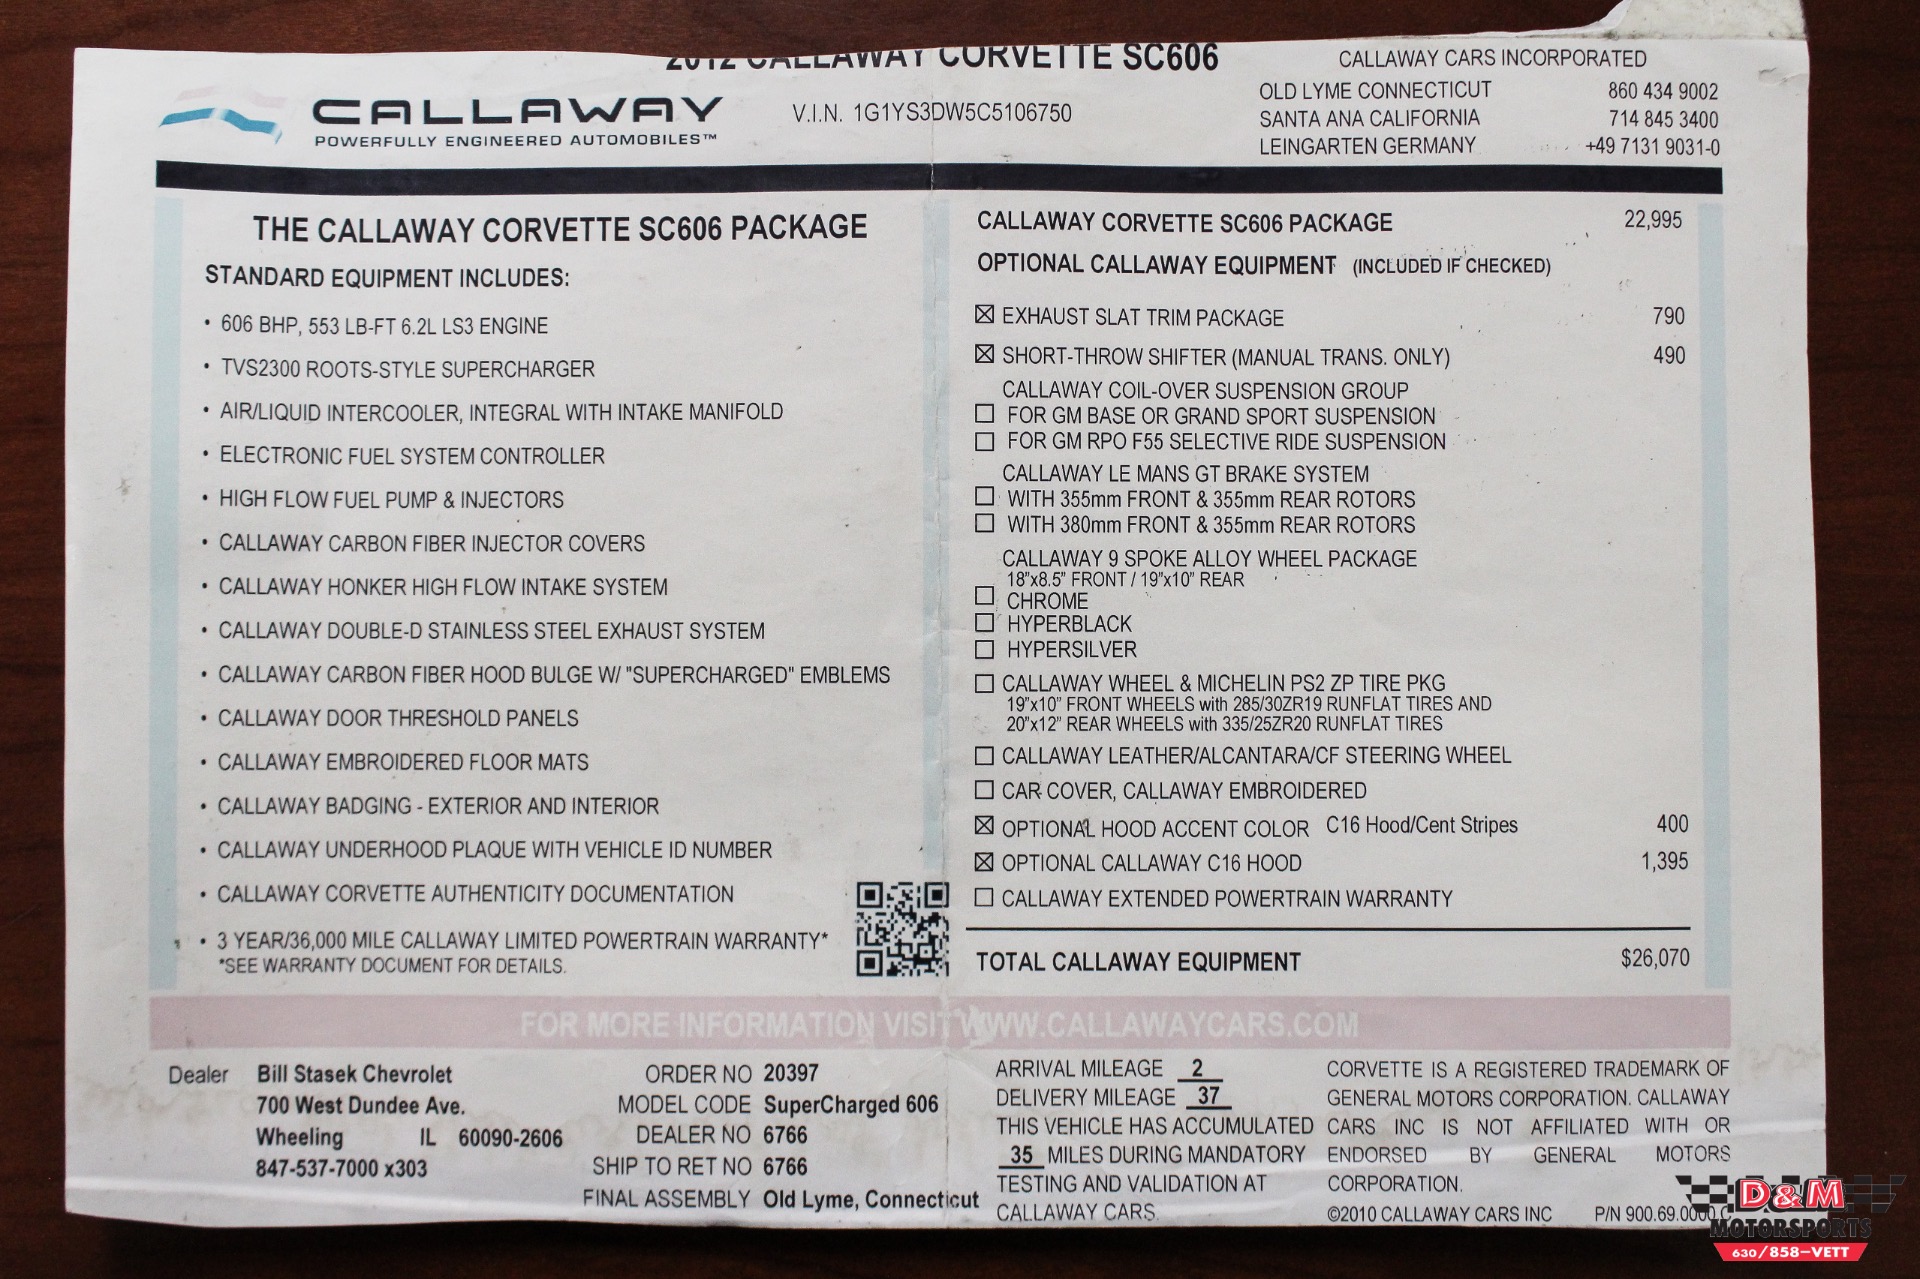 2012 CALLAWAY CORVETTE SC606
CALLAWAY
POWERFULLY ENGINEERED AUTOMOBILES™
V.I.N. 1G1YS3DW5C5106750
CALLAWAY CARS INCORPORATED
OLD LYME CONNECTICUT 860 434 9002
SANTA ANA CALIFORNIA 714 845 3400
LEINGARTEN GERMANY +49 7131 9031-0
THE CALLAWAY CORVETTE SC606 PACKAGE
STANDARD EQUIPMENT INCLUDES:
• 606 BHP, 553 LB-FT 6.2L LS3 ENGINE
• TVS2300 ROOTS-STYLE SUPERCHARGER
• AIR/LIQUID INTERCOOLER, INTEGRAL WITH INTAKE MANIFOLD
• ELECTRONIC FUEL SYSTEM CONTROLLER
• HIGH FLOW FUEL PUMP & INJECTORS
• CALLAWAY CARBON FIBER INJECTOR COVERS
• CALLAWAY HONKER HIGH FLOW INTAKE SYSTEM
• CALLAWAY DOUBLE-D STAINLESS STEEL EXHAUST SYSTEM
• CALLAWAY CARBON FIBER HOOD BULGE W/ "SUPERCHARGED" EMBLEMS
• CALLAWAY DOOR THRESHOLD PANELS
• CALLAWAY EMBROIDERED FLOOR MATS
• CALLAWAY BADGING - EXTERIOR AND INTERIOR
• CALLAWAY UNDERHOOD PLAQUE WITH VEHICLE ID NUMBER
• CALLAWAY CORVETTE AUTHENTICITY DOCUMENTATION
• 3 YEAR/36,000 MILE CALLAWAY LIMITED POWERTRAIN WARRANTY*
*SEE WARRANTY DOCUMENT FOR DETAILS.
CALLAWAY CORVETTE SC606 PACKAGE 22,995
OPTIONAL CALLAWAY EQUIPMENT (INCLUDED IF CHECKED)
☒ EXHAUST SLAT TRIM PACKAGE 790
☒ SHORT-THROW SHIFTER (MANUAL TRANS. ONLY) 490
CALLAWAY COIL-OVER SUSPENSION GROUP
☐ FOR GM BASE OR GRAND SPORT SUSPENSION
☐ FOR GM RPO F55 SELECTIVE RIDE SUSPENSION
CALLAWAY LE MANS GT BRAKE SYSTEM
☐ WITH 355mm FRONT & 355mm REAR ROTORS
☐ WITH 380mm FRONT & 355mm REAR ROTORS
CALLAWAY 9 SPOKE ALLOY WHEEL PACKAGE
18"x8.5" FRONT / 19"x10" REAR
☐ CHROME
☐ HYPERBLACK
☐ HYPERSILVER
☐ CALLAWAY WHEEL & MICHELIN PS2 ZP TIRE PKG
19"x10" FRONT WHEELS with 285/30ZR19 RUNFLAT TIRES AND
20"x12" REAR WHEELS with 335/25ZR20 RUNFLAT TIRES
☐ CALLAWAY LEATHER/ALCANTARA/CF STEERING WHEEL
☐ CAR COVER, CALLAWAY EMBROIDERED
☒ OPTIONAL HOOD ACCENT COLOR C16 Hood/Cent Stripes 400
☒ OPTIONAL CALLAWAY C16 HOOD 1,395
☐ CALLAWAY EXTENDED POWERTRAIN WARRANTY
TOTAL CALLAWAY EQUIPMENT $26,070
FOR MORE INFORMATION VISIT WWW.CALLAWAYCARS.COM
Dealer Bill Stasek Chevrolet
700 West Dundee Ave.
Wheeling IL 60090-2606
847-537-7000 x303
ORDER NO 20397
MODEL CODE SuperCharged 606
DEALER NO 6766
SHIP TO RET NO 6766
FINAL ASSEMBLY Old Lyme, Connecticut
ARRIVAL MILEAGE 2
DELIVERY MILEAGE 37
THIS VEHICLE HAS ACCUMULATED
35 MILES DURING MANDATORY
TESTING AND VALIDATION AT
CALLAWAY CARS.
CORVETTE IS A REGISTERED TRADEMARK OF
GENERAL MOTORS CORPORATION. CALLAWAY
CARS INC IS NOT AFFILIATED WITH OR
ENDORSED BY GENERAL MOTORS
CORPORATION.
©2010 CALLAWAY CARS INC P/N 900.69.0000.C
D&M
MOTORSPORTS
630/858-VETT